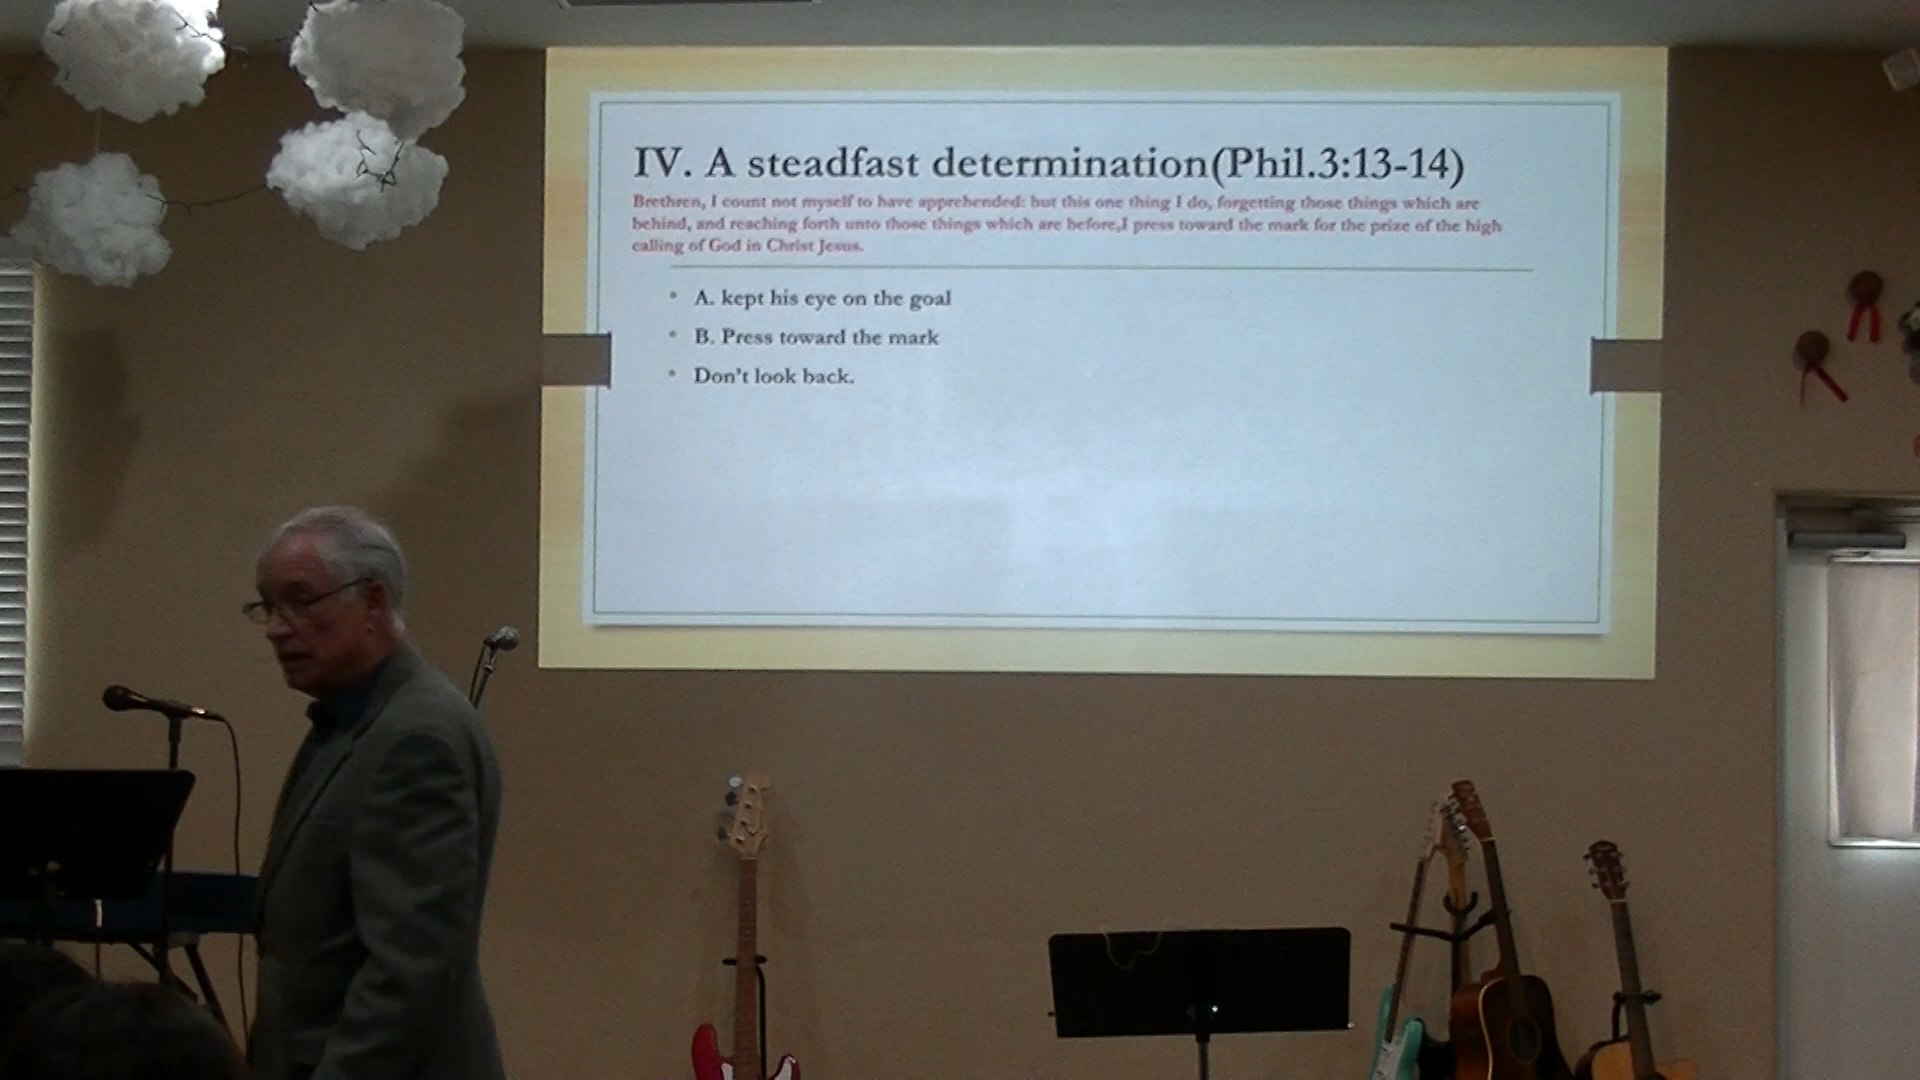 IV. A steadfast determination(Phil.3:13-14)
Brethren, I count not myself to have apprehended: but this one thing I do, forgetting those things which are
behind, and reaching forth unto those things which are before,I press toward the mark for the prize of the high
calling of God in Christ Jesus.
• A. kept his eye on the goal
• B. Press toward the mark
• Don't look back.